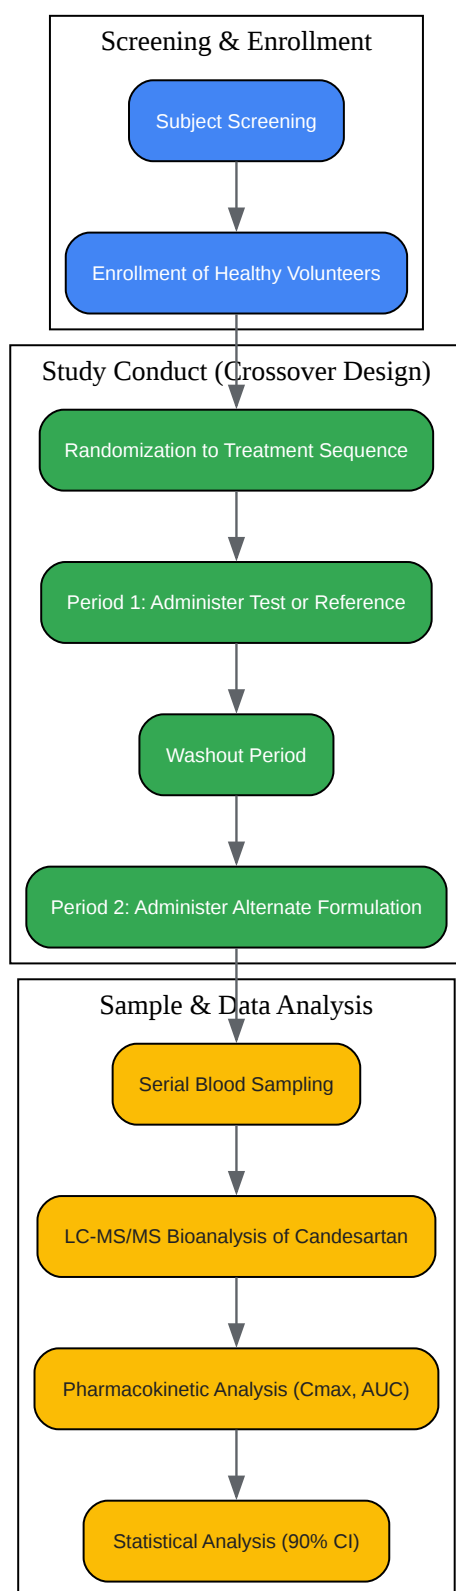 Screening & Enrollment
Subject Screening
Enrollment of Healthy Volunteers
Study Conduct (Crossover Design)
Randomization to Treatment Sequence
Period 1: Administer Test or Reference
Washout Period
Period 2: Administer Alternate Formulation
Sample & Data Analysis
Serial Blood Sampling
LC-MS/MS Bioanalysis of Candesartan
Pharmacokinetic Analysis (Cmax, AUC)
Statistical Analysis (90% CI)